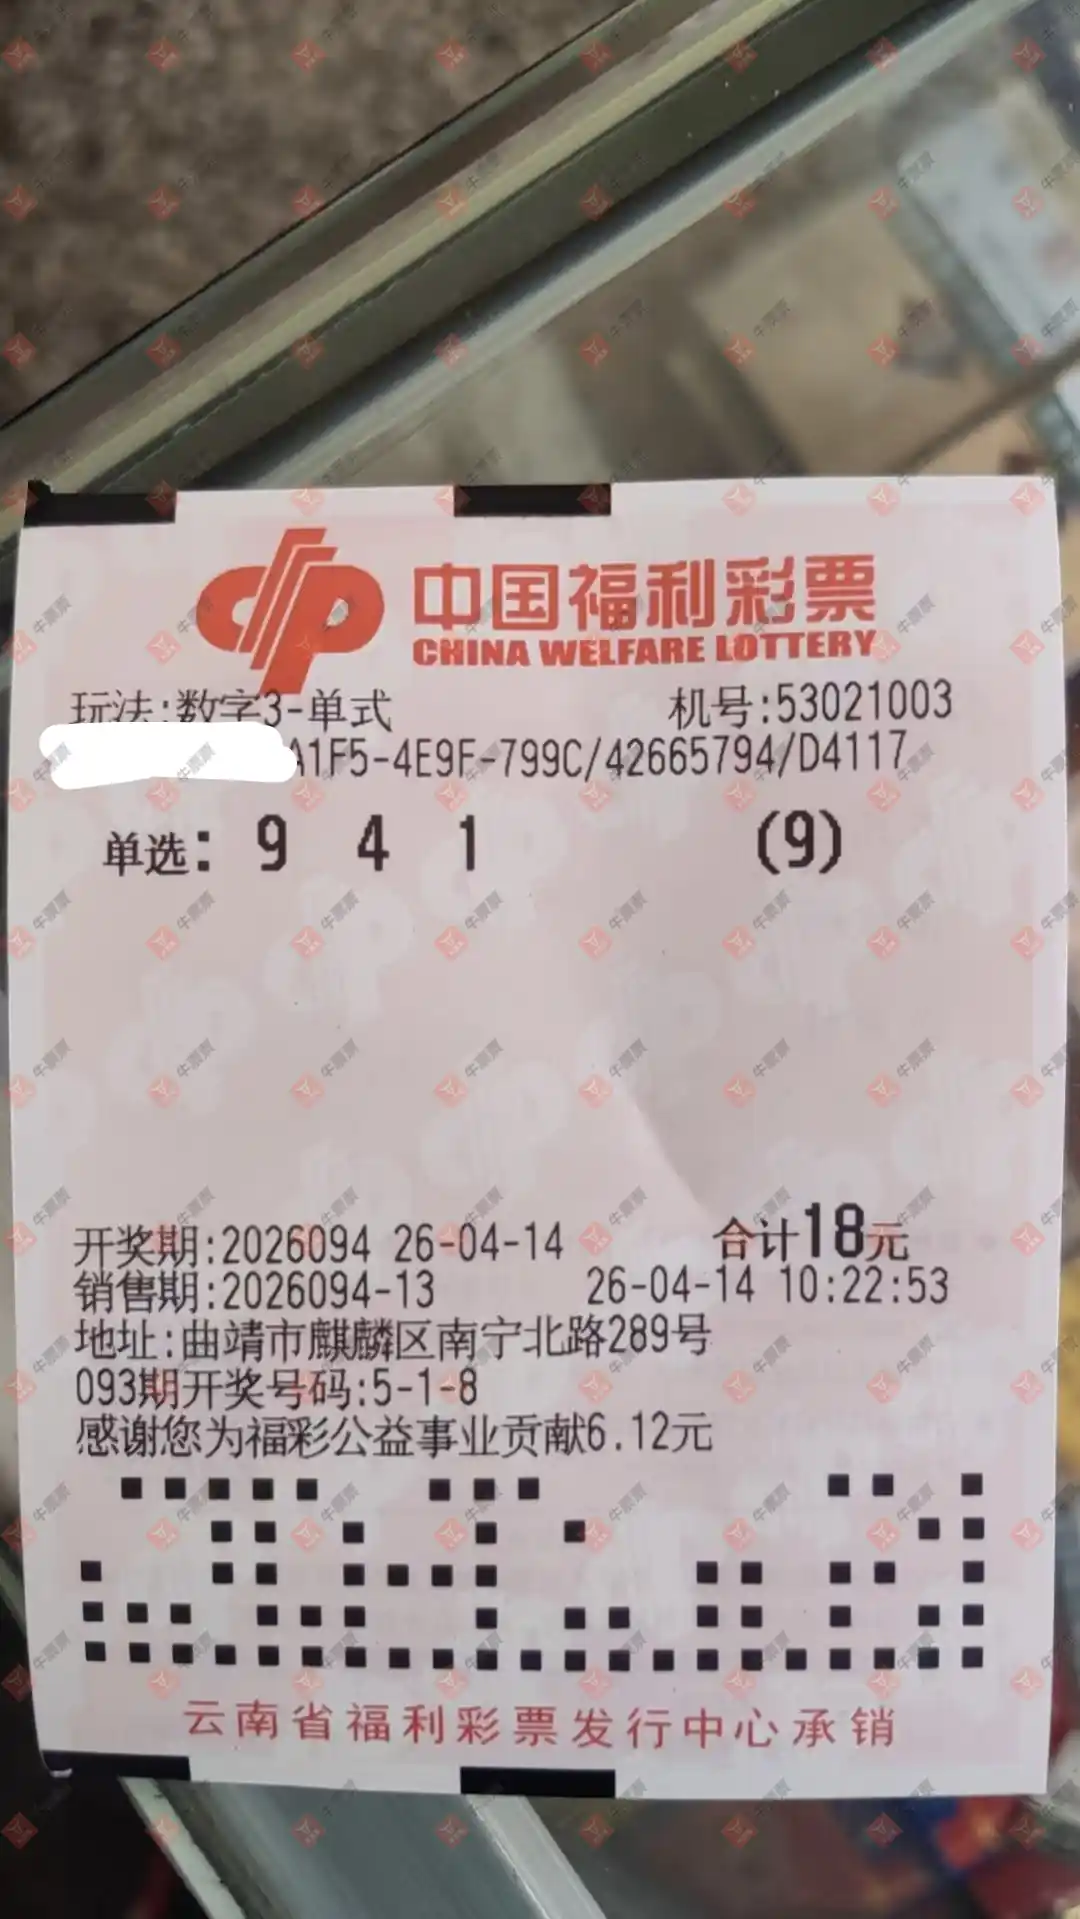 中国福利彩票
CHINA WELFARE LOTTERY
玩法:数字3-单式 机号:53021003
A1F5-4E9F-799C/42665794/D4117
单选: 9 4 1 (9)
开奖期:2026094 26-04-14 合计18元
销售期:2026094-13 26-04-14 10:22:53
地址:曲靖市麒麟区南宁北路289号
093期开奖号码:5-1-8
感谢您为福彩公益事业贡献6.12元
云南省福利彩票发行中心承销
牛票票